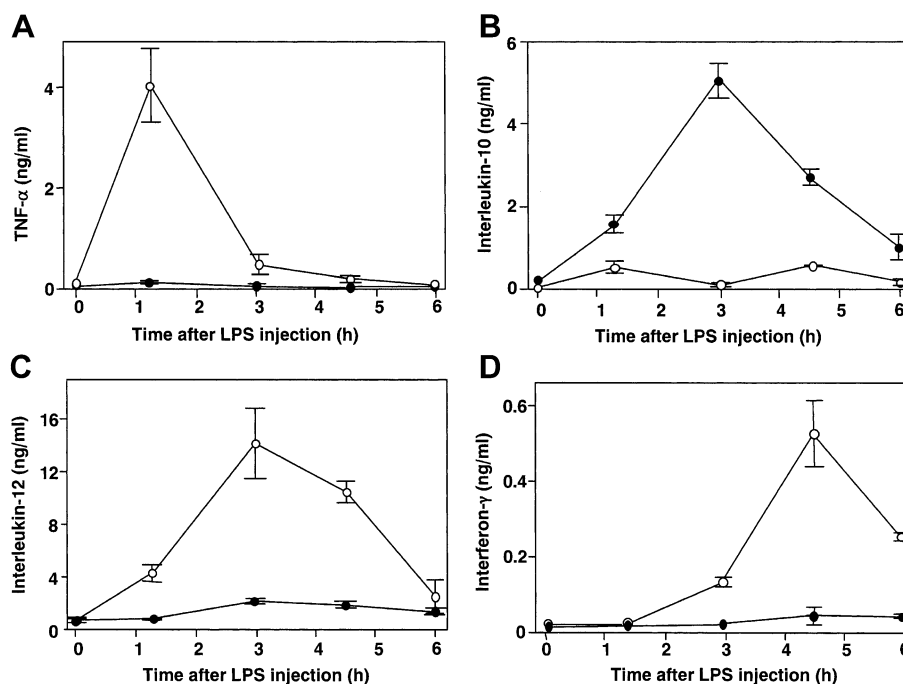 A
TNF-α (ng/ml)
4
2
0
0 1 2 3 4 5 6
Time after LPS injection (h)
B
Interleukin-10 (ng/ml)
6
4
2
0
0 1 2 3 4 5 6
Time after LPS injection (h)
C
Interleukin-12 (ng/ml)
16
12
8
4
0
0 1 2 3 4 5 6
Time after LPS injection (h)
D
Interferon-γ (ng/ml)
0.6
0.4
0.2
0
0 1 2 3 4 5 6
Time after LPS injection (h)